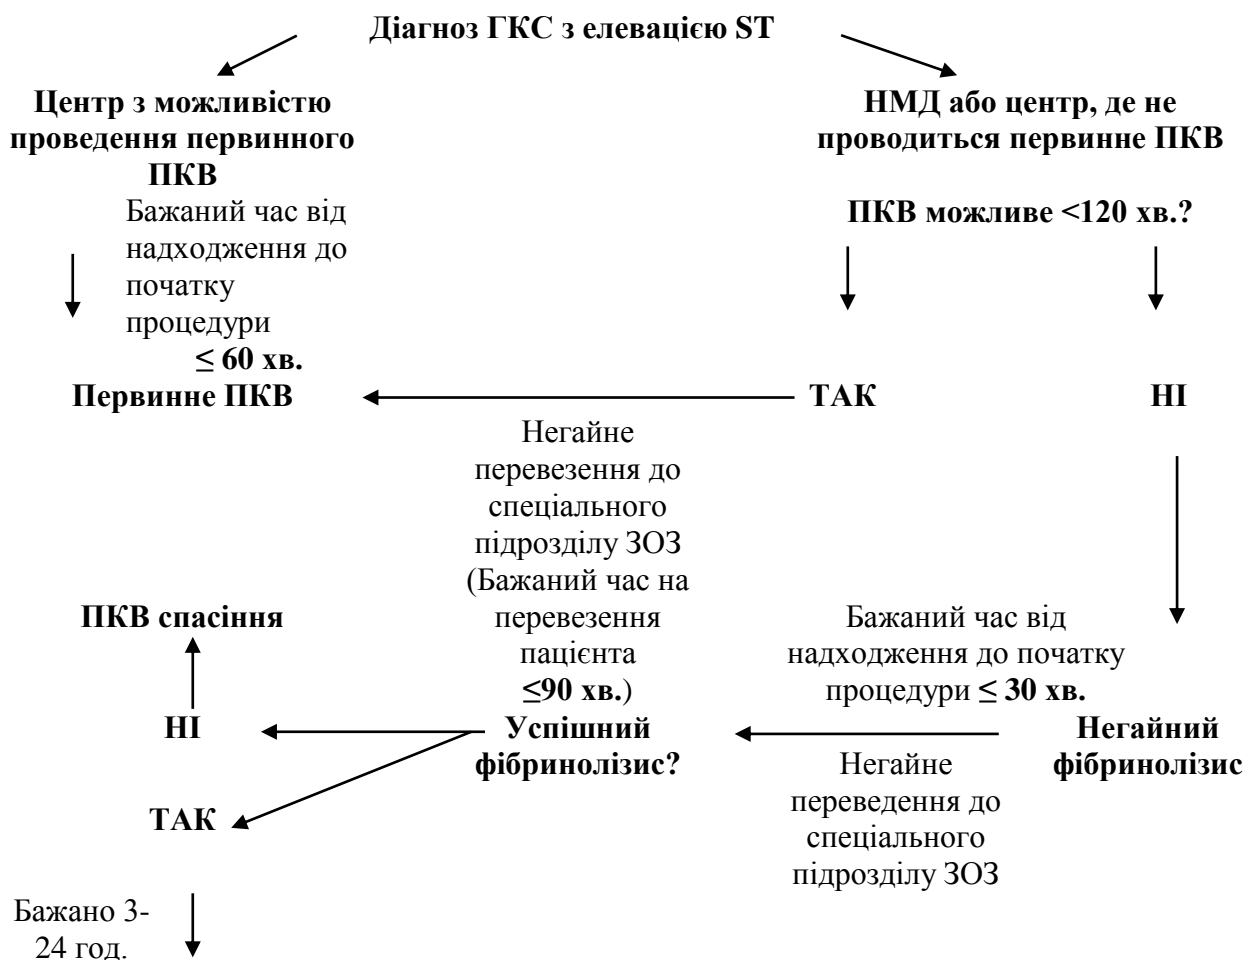 Діагноз ГКС з елевацією ST
Центр з можливістю
проведення первинного
ПКВ
НМД або центр, де не
проводиться первинне ПКВ
Бажаний час від
надходження до
початку
процедури
≤ 60 хв.
ПКВ можливе <120 хв.?
Первинне ПКВ
ТАК
НІ
Негайне
перевезення до
спеціального
підрозділу ЗОЗ
(Бажаний час на
перевезення
пацієнта
≤90 хв.)
ПКВ спасіння
Бажаний час від
надходження до початку
процедури ≤ 30 хв.
НІ
Успішний
фібринолізис?
Негайний
фібринолізис
Негайне
переведення до
спеціального
підрозділу ЗОЗ
ТАК
Бажано 3-
24 год.